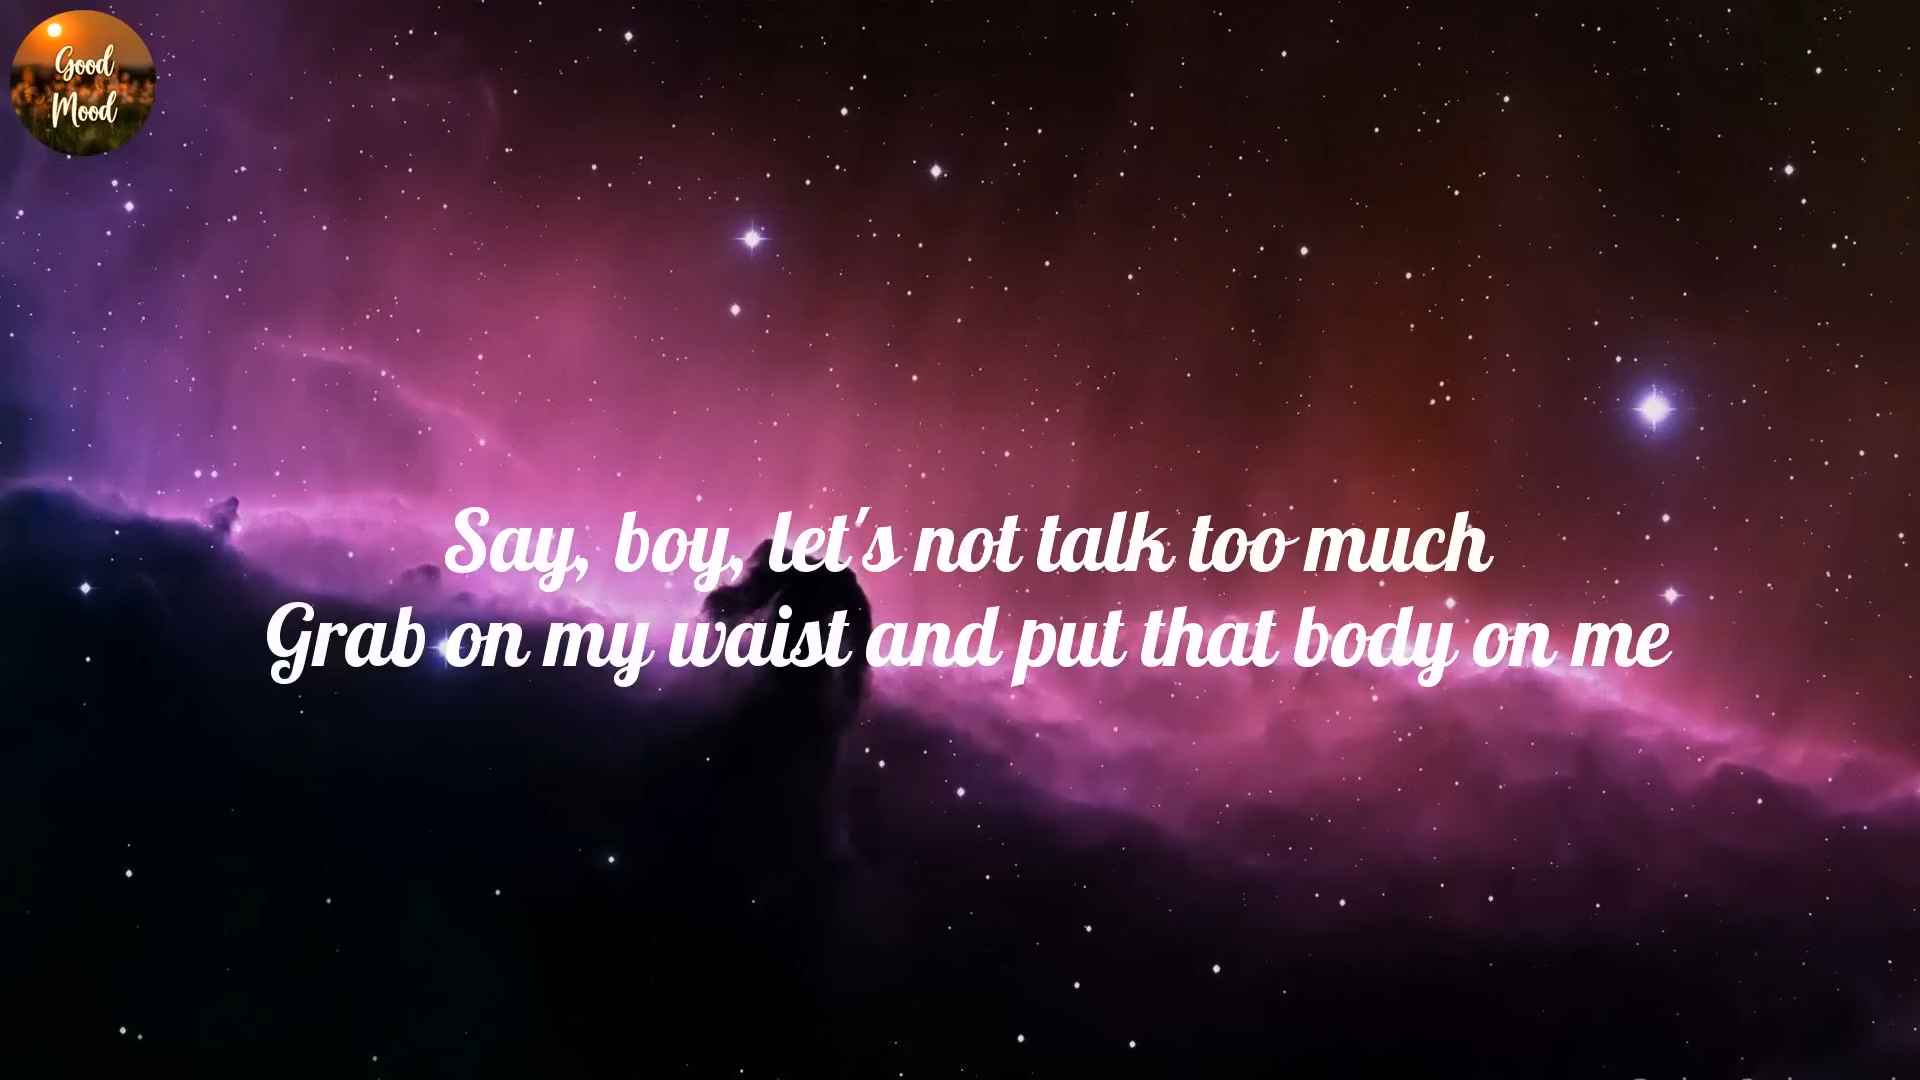 Good
Mood
Say, boy, let's not talk too much
Grab on my waist and put that body on me